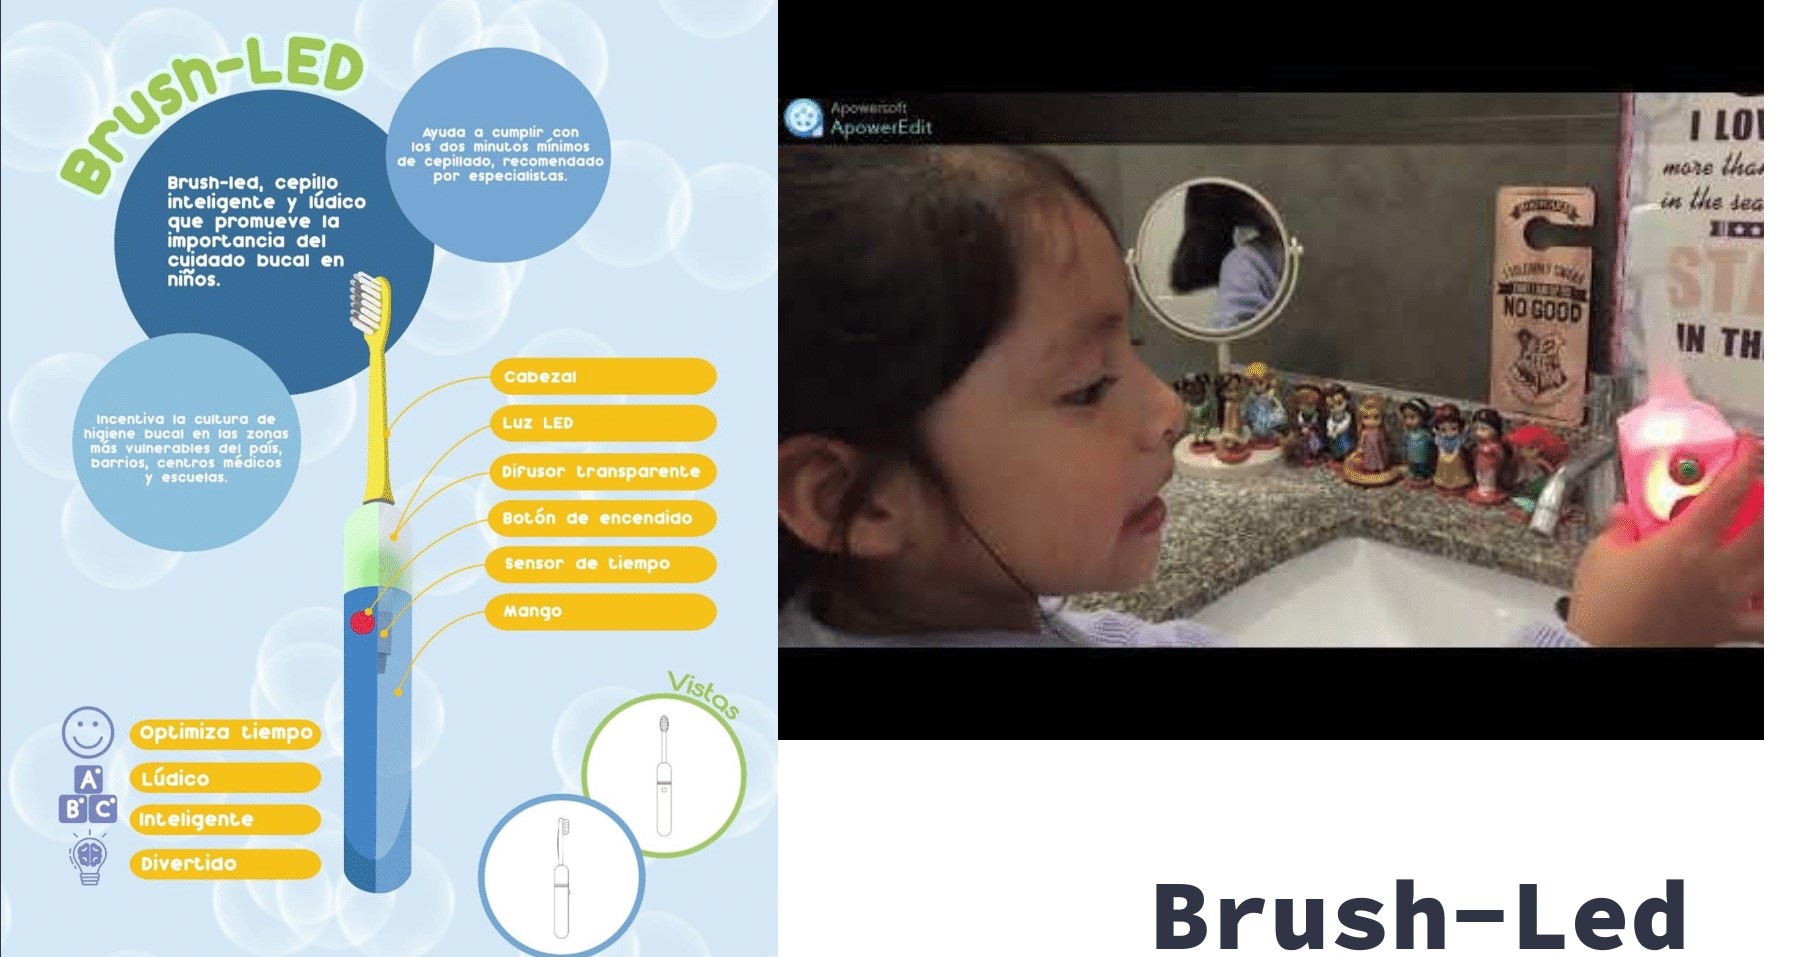 Brush-LED
Brush-led, cepillo
inteligente y lúdico
que promueve la
importancia del
cuidado bucal en
niños.
Ayuda a cumplir con
los dos minutos mínimos
de cepillado, recomendado
por especialistas.
Incentiva la cultura de
higiene bucal en las zonas
más vulnerables del país,
barrios, centros médicos
y escuelas.
Cabezal
Luz LED
Difusor transparente
Botón de encendido
Sensor de tiempo
Mango
Optimiza tiempo
Lúdico
Inteligente
Divertido
A
B C
Vistas
Apowersoft
ApowerEdit
I LOV
more than
in the sea
STA
IN TH
NO GOOD
Brush-Led